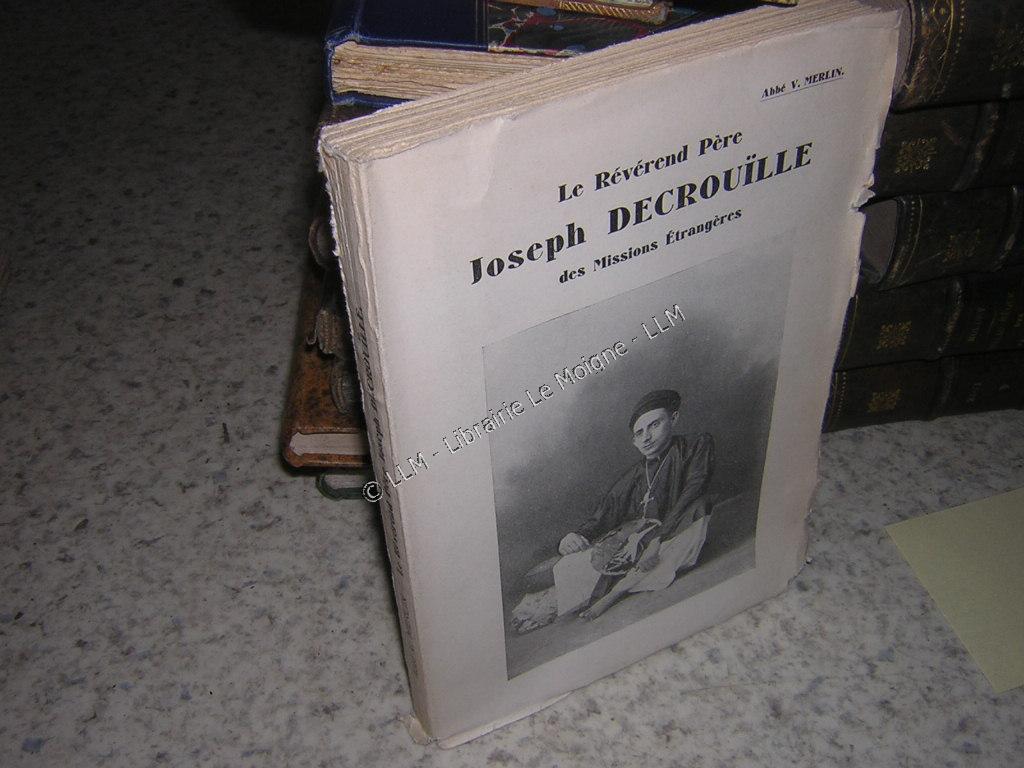 Abbé V. MERLIN.
Le Révérend Père
Joseph DECROUÏLLE
des Missions Étrangères
© LLM - Librairie Le Moigne - LLM